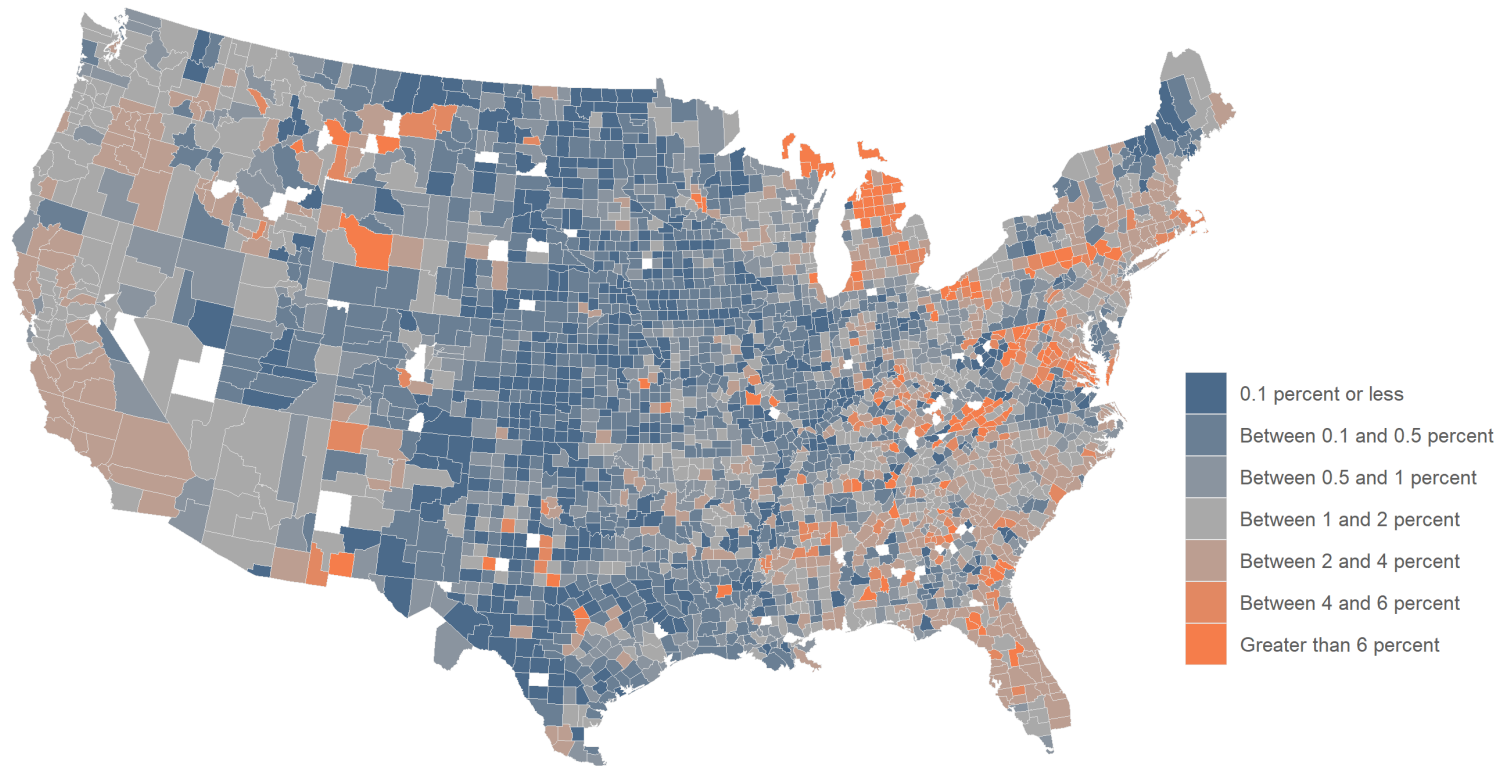 0.1 percent or less
Between 0.1 and 0.5 percent
Between 0.5 and 1 percent
Between 1 and 2 percent
Between 2 and 4 percent
Between 4 and 6 percent
Greater than 6 percent